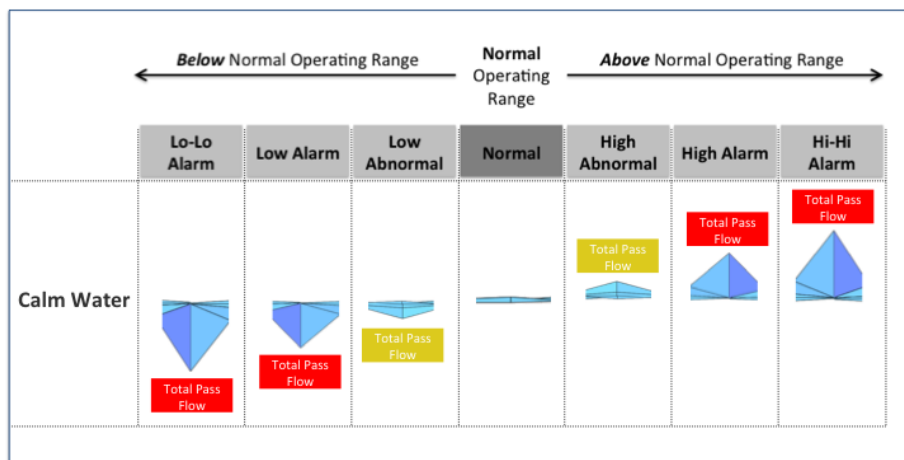 Below Normal Operating Range
Normal
Operating
Range
Above Normal Operating Range
Lo-Lo
Alarm
Low Alarm
Low
Abnormal
Normal
High
Abnormal
High Alarm
Hi-Hi
Alarm
Calm Water
Total Pass
Flow
Total Pass
Flow
Total Pass
Flow
Total Pass
Flow
Total Pass
Flow
Total Pass
Flow